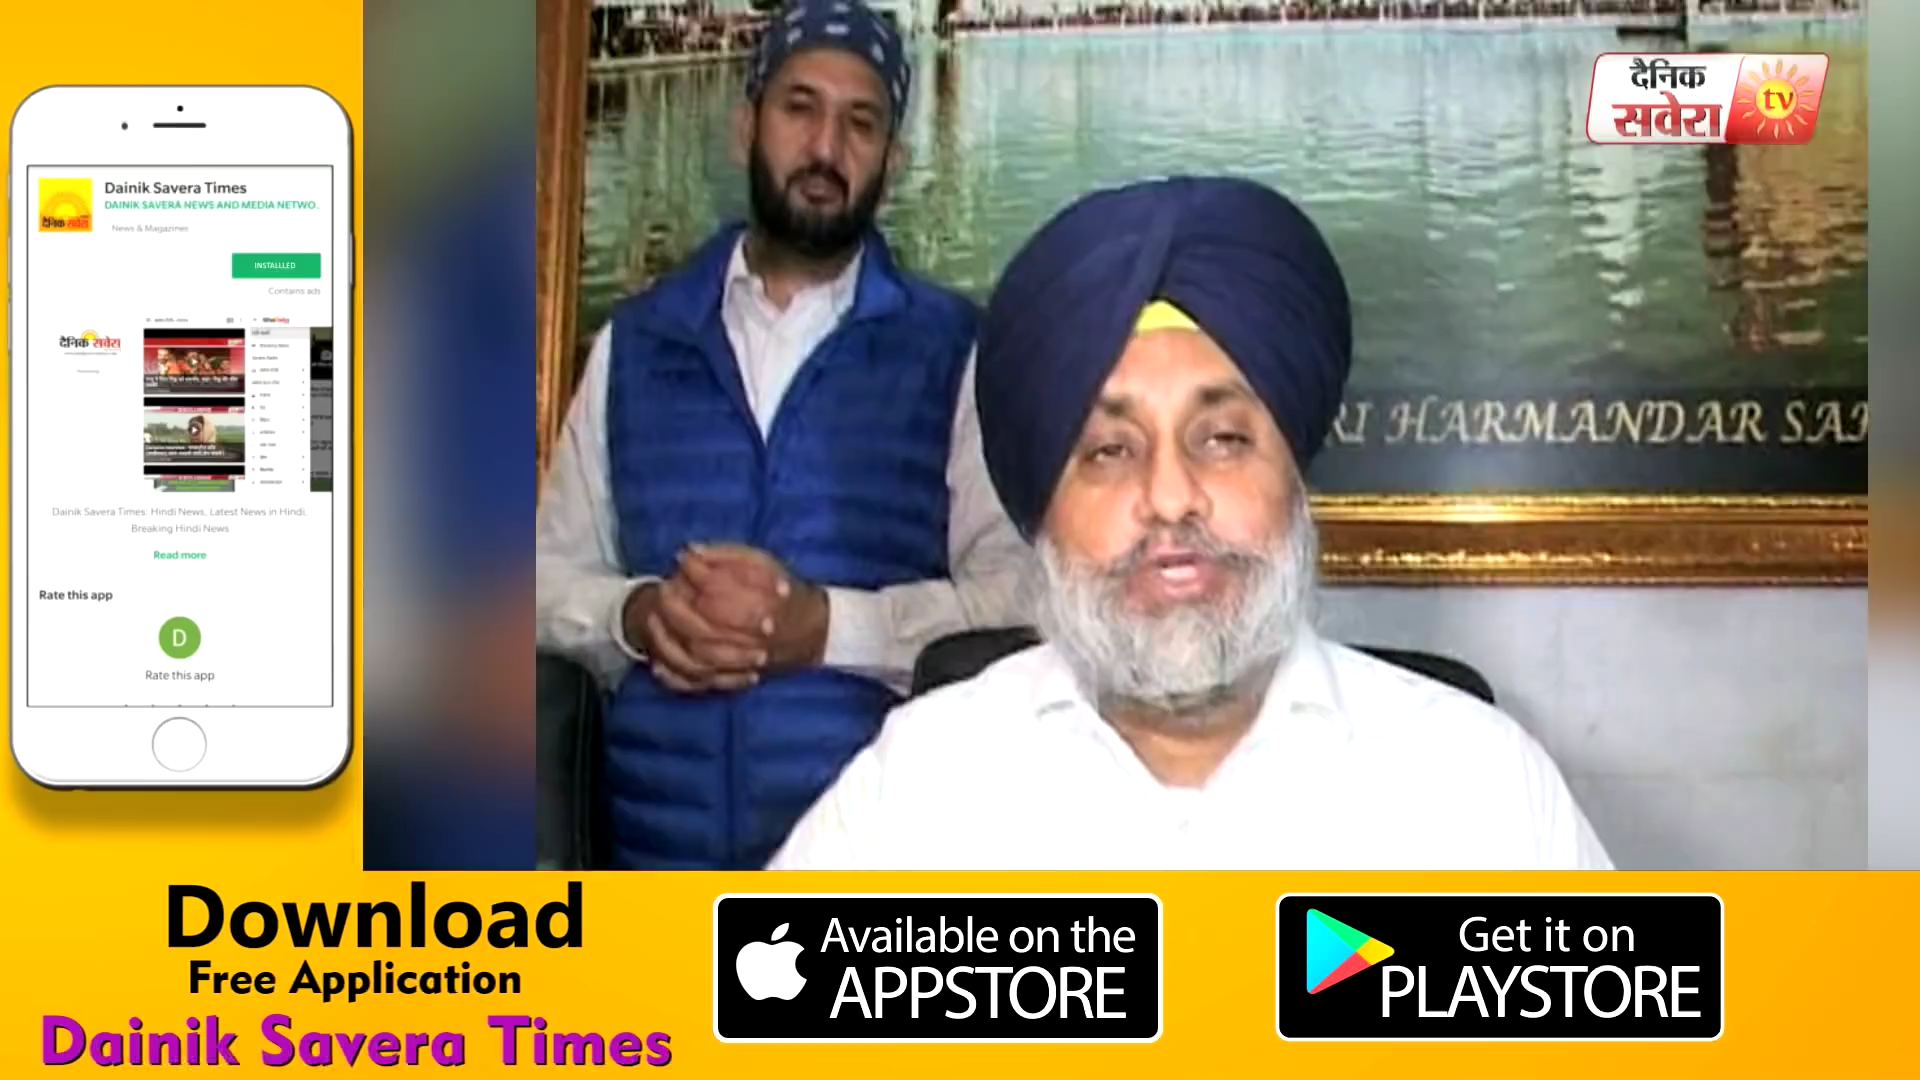 दैनिक
सवेरा
tv
RI HARMANDAR SAH
Dainik Savera Times
DAINIK SAVERA NEWS AND MEDIA NETWO..
News & Magazines
INSTALLLED
Contains ads
दैनिक सवेरा
Dainik Savera Times: Hindi News, Latest News in Hindi,
Breaking Hindi News
Read more
Rate this app
D
Rate this app
Download
Free Application
Dainik Savera Times
Available on the
APPSTORE
Get it on
PLAYSTORE